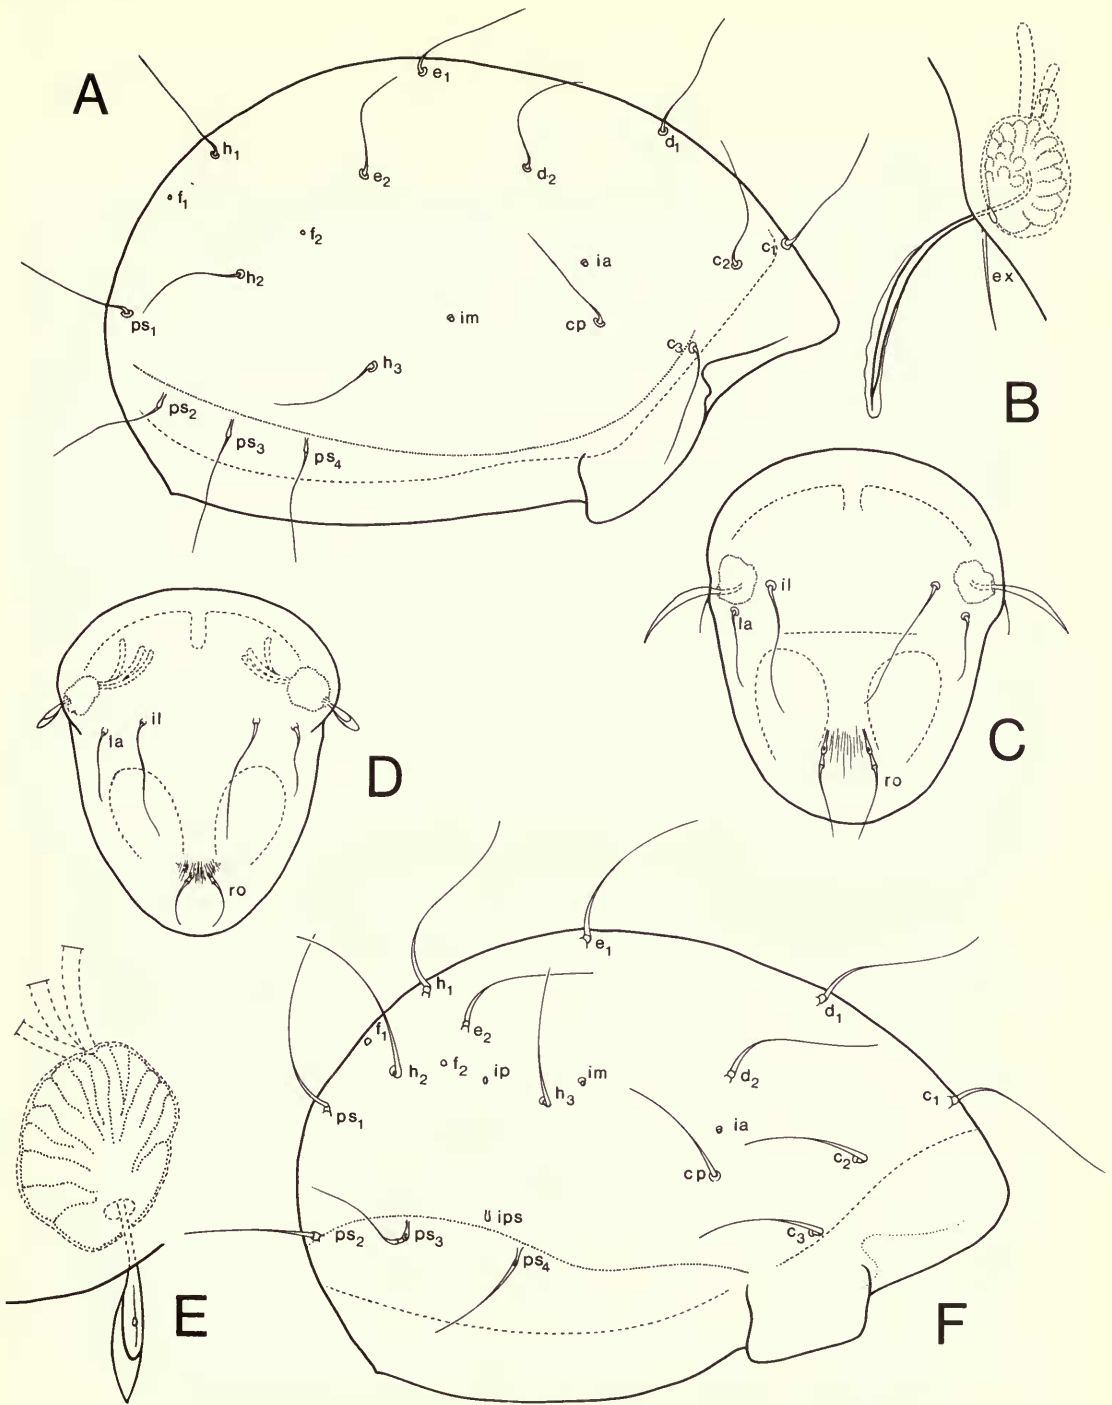 A
e₁
h₁
d₁
e₂
d₂
f₁
f₂
c₁
c₂
ia
h₂
ps₁
im
cp
c₃
h₃
ps₂
ps₃
ps₄
B
ex
C
il
la
ro
D
il
la
ro
E
F
e₁
h₁
d₁
e₂
f₁
f₂
h₂
ip
im
d₂
h₃
c₁
ps₁
ia
c₂
cp
ips
ps₂
ps₃
c₃
ps₄